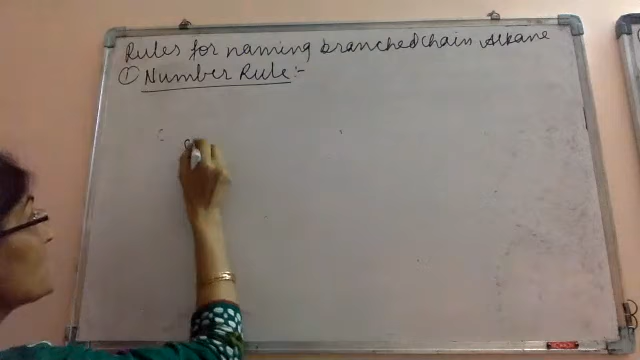 Rules for naming branched chain Alkane
① Number Rule:-
C